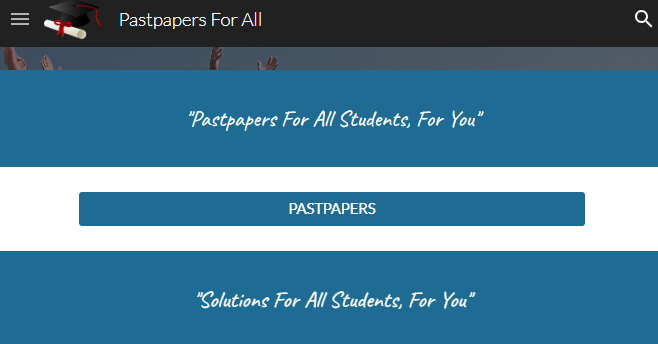 Pastpapers For All
"Pastpapers For All Students, For You"
PASTPAPERS
"Solutions For All Students, For You"